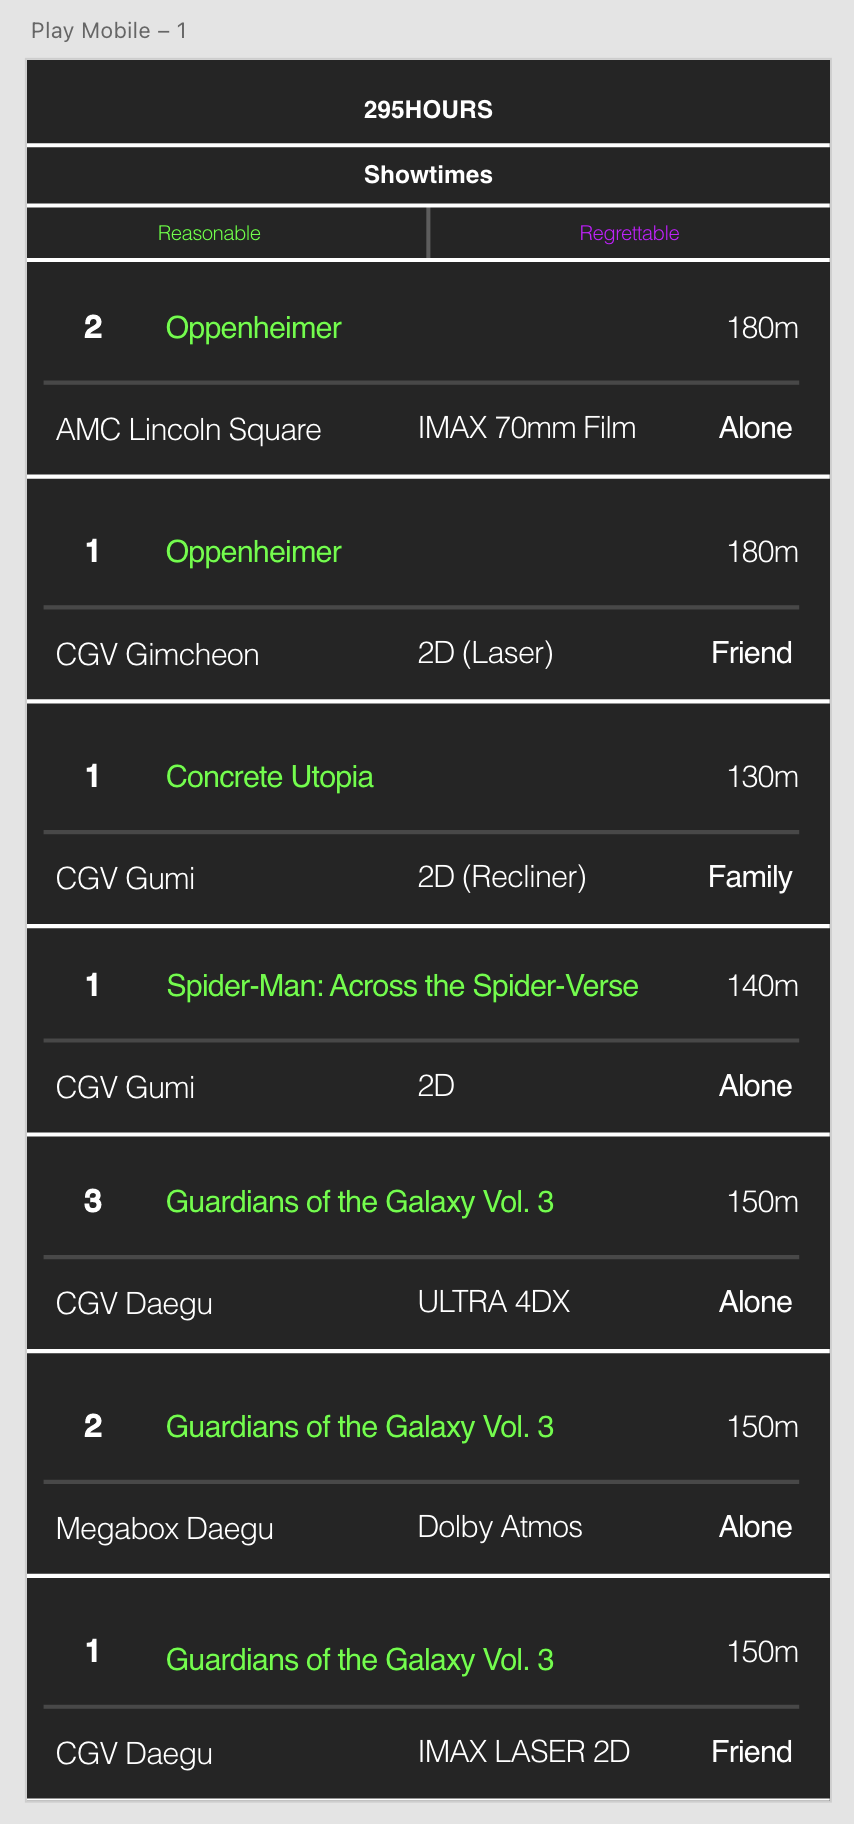 Play Mobile – 1
295HOURS
Showtimes
Reasonable Regrettable
2 Oppenheimer 180m
AMC Lincoln Square IMAX 70mm Film Alone
1 Oppenheimer 180m
CGV Gimcheon 2D (Laser) Friend
1 Concrete Utopia 130m
CGV Gumi 2D (Recliner) Family
1 Spider-Man: Across the Spider-Verse 140m
CGV Gumi 2D Alone
3 Guardians of the Galaxy Vol. 3 150m
CGV Daegu ULTRA 4DX Alone
2 Guardians of the Galaxy Vol. 3 150m
Megabox Daegu Dolby Atmos Alone
1 Guardians of the Galaxy Vol. 3 150m
CGV Daegu IMAX LASER 2D Friend